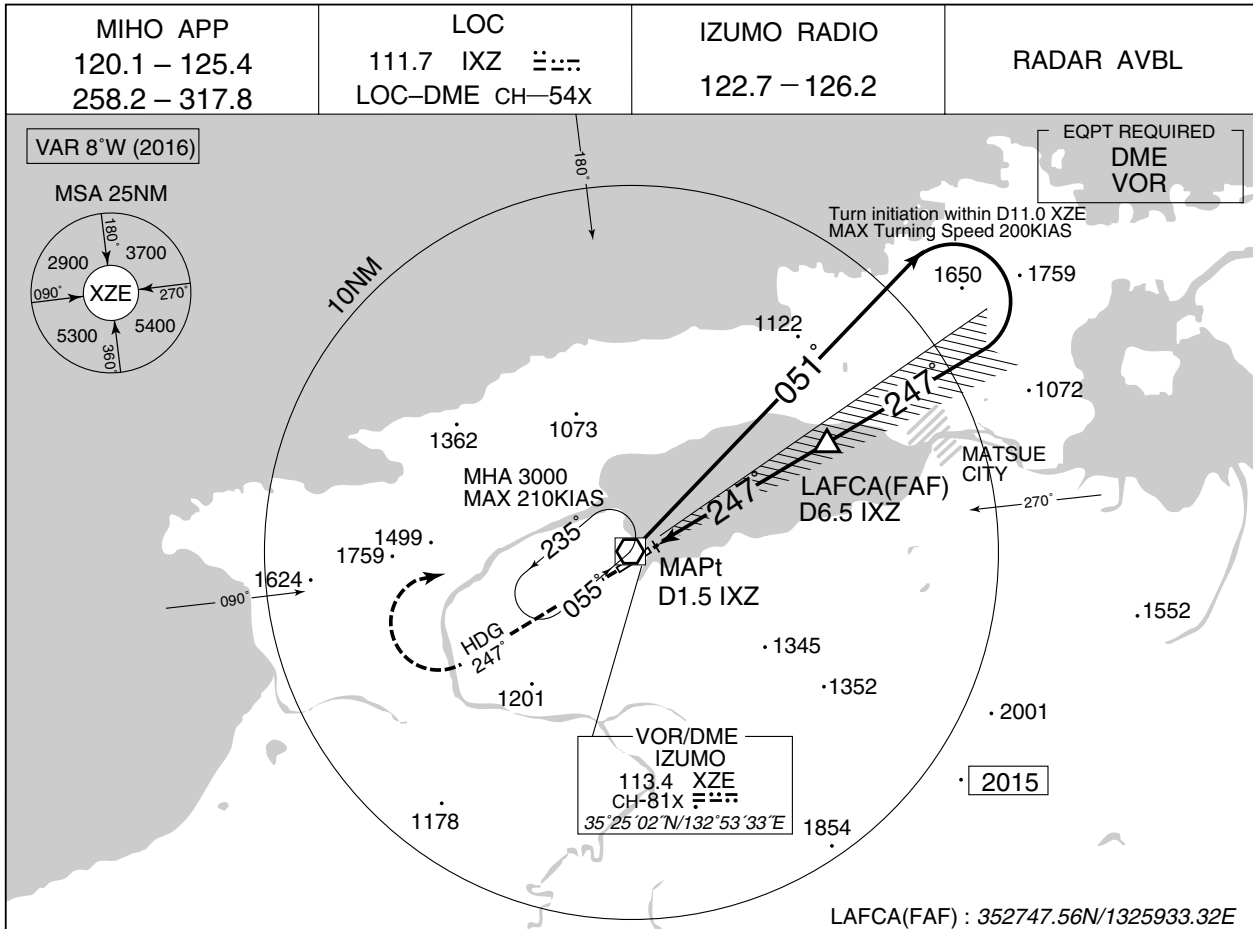 MIHO APP
120.1 – 125.4
258.2 – 317.8
LOC
111.7 IXZ
LOC–DME CH—54X
IZUMO RADIO
122.7 – 126.2
RADAR AVBL
VAR 8°W (2016)
MSA 25NM
180°
2900
3700
090°
XZE
270°
5300
5400
360°
180°
10NM
EQPT REQUIRED
DME
VOR
Turn initiation within D11.0 XZE
MAX Turning Speed 200KIAS
1650
1759
1122
051°
247°
1072
1362
1073
MATSUE
CITY
MHA 3000
MAX 210KIAS
LAFCA(FAF)
D6.5 IXZ
247°
270°
235°
1499
1759
1624
090°
055°
MAPt
D1.5 IXZ
HDG
247°
1552
1345
1352
1201
2001
VOR/DME
IZUMO
113.4 XZE
CH-81X
35°25´02˝N/132°53´33˝E
2015
1178
1854
LAFCA(FAF) : 352747.56N/1325933.32E